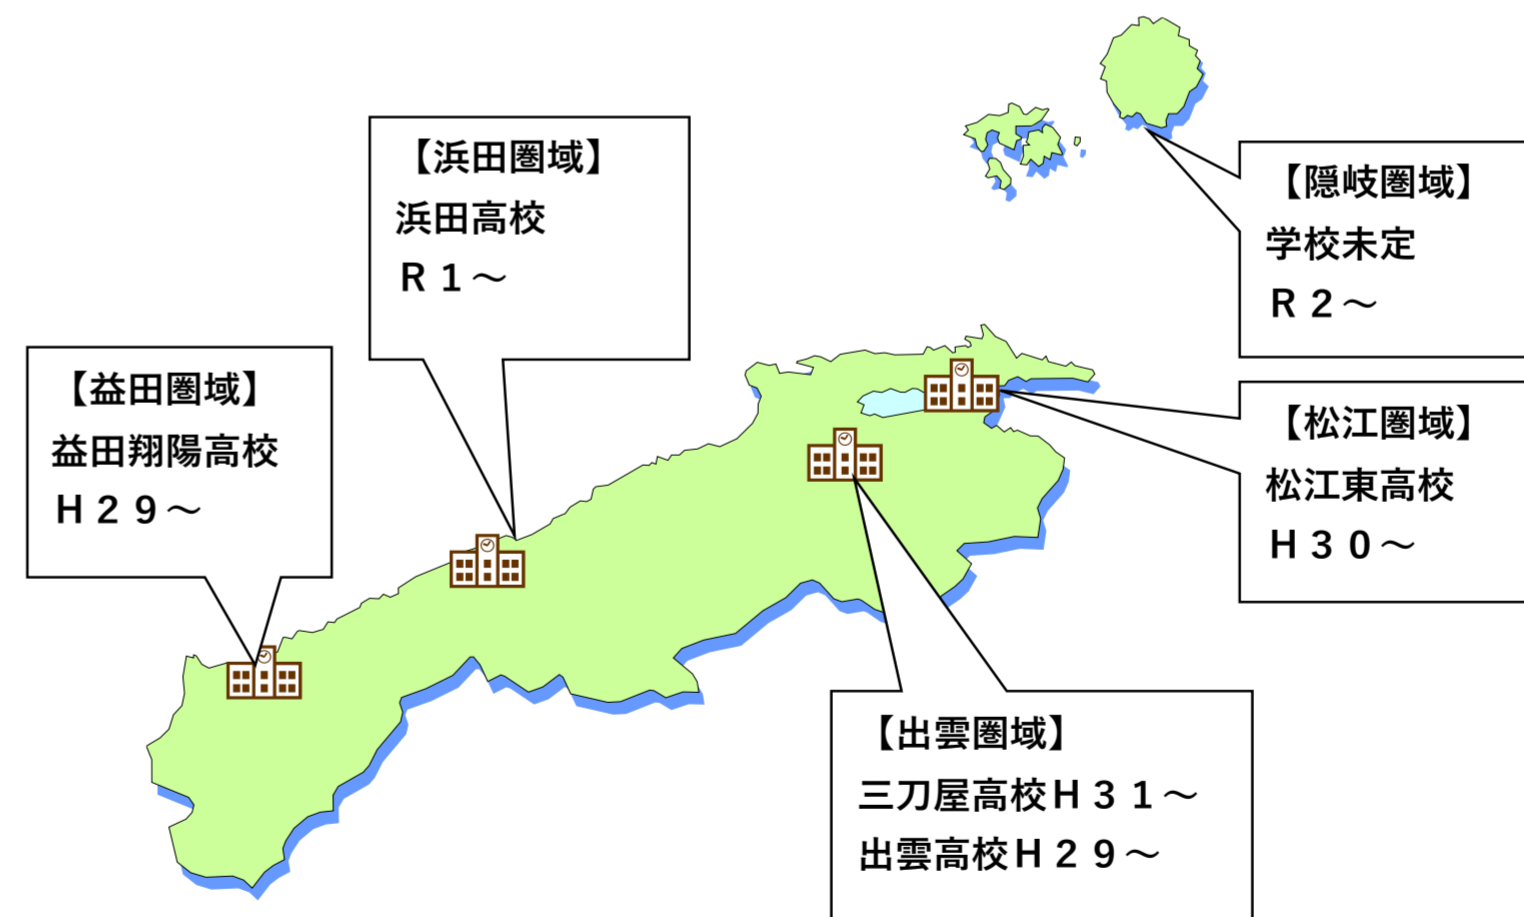 【浜田圏域】
浜田高校
Ｒ１～
【隠岐圏域】
学校未定
Ｒ２～
【益田圏域】
益田翔陽高校
Ｈ２９～
【松江圏域】
松江東高校
Ｈ３０～
【出雲圏域】
三刀屋高校Ｈ３１～
出雲高校Ｈ２９～